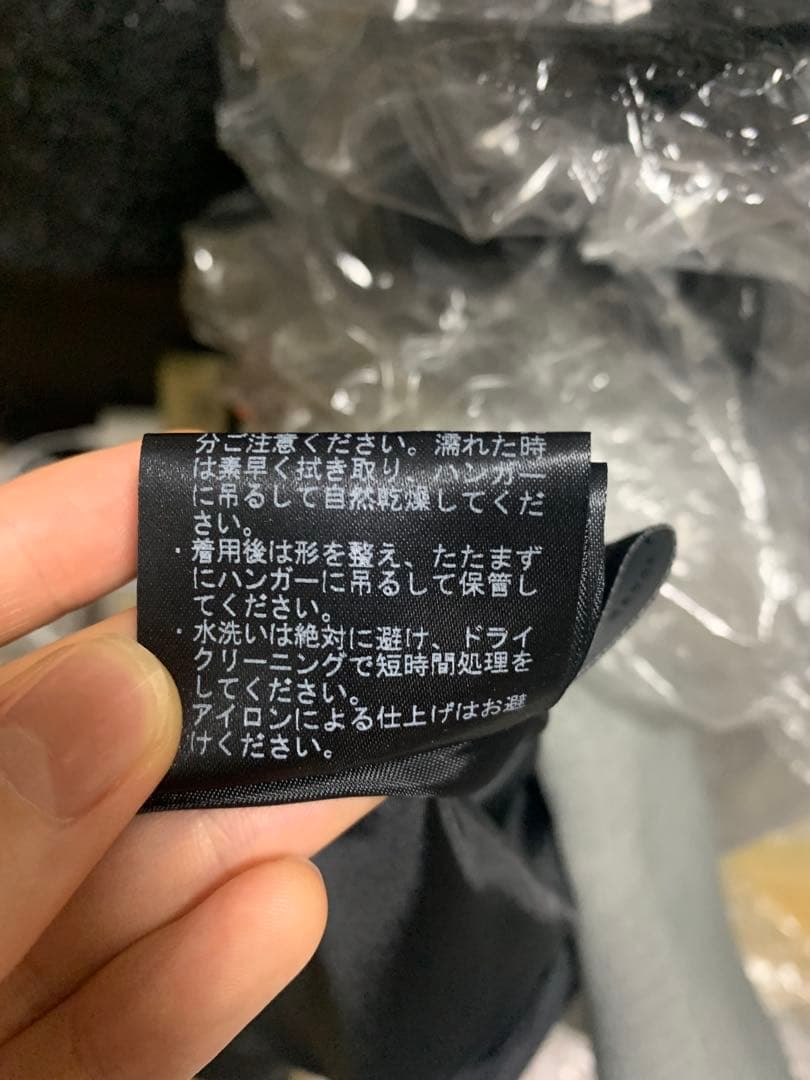 分ご注意ください。濡れた時
は素早く拭き取り、ハンガー
に吊るして自然乾燥してくだ
さい。
・着用後は形を整え、たたまず
にハンガーに吊るして保管し
てください。
・水洗いは絶対に避け、ドライ
クリーニングで短時間処理を
してください。
アイロンによる仕上げはお避
けください。